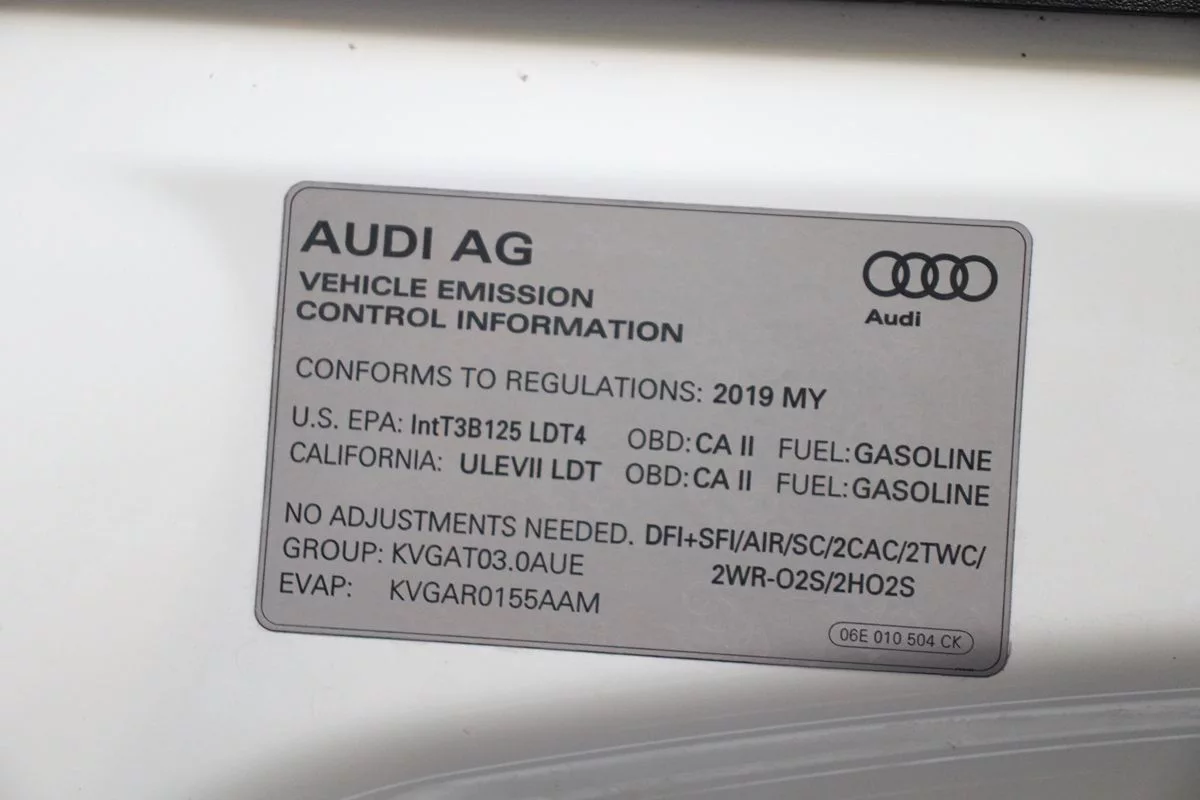 AUDI AG
VEHICLE EMISSION
CONTROL INFORMATION
Audi
CONFORMS TO REGULATIONS: 2019 MY
U.S. EPA: IntT3B125 LDT4 OBD: CA II FUEL: GASOLINE
CALIFORNIA: ULEVII LDT OBD: CA II FUEL: GASOLINE
NO ADJUSTMENTS NEEDED. DFI+SFI/AIR/SC/2CAC/2TWC/
GROUP: KVGAT03.0AUE 2WR-O2S/2HO2S
EVAP: KVGAR0155AAM
06E 010 504 CK